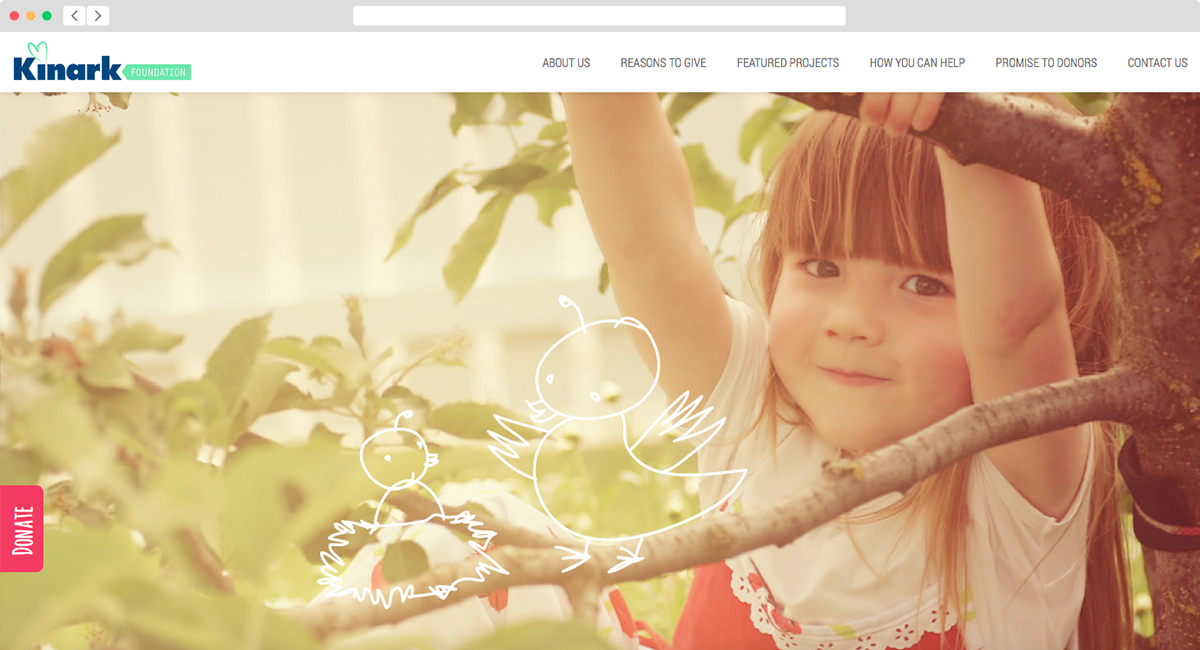 Kinark FOUNDATION
ABOUT US REASONS TO GIVE FEATURED PROJECTS HOW YOU CAN HELP PROMISE TO DONORS CONTACT US
DONATE